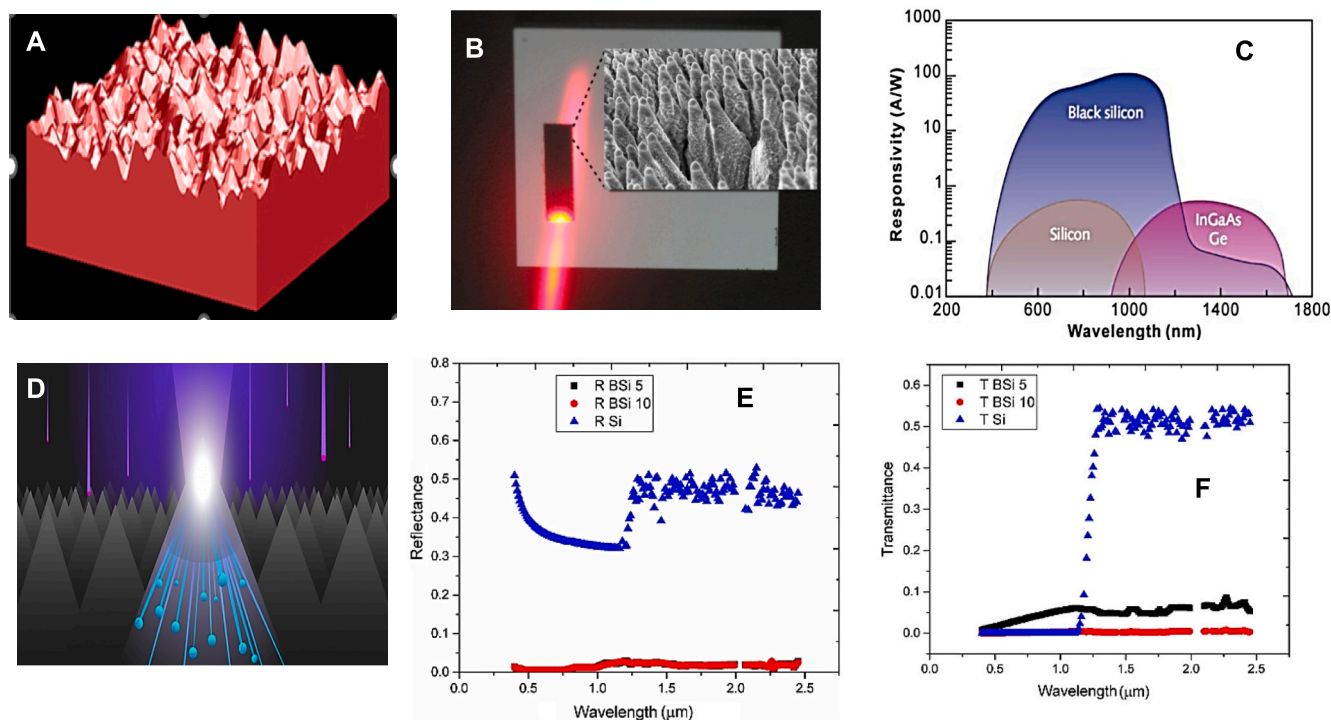 A
B
C
Responsivity (A/W)
1000
100
10
1
0.1
0.01
Black silicon
Silicon
InGaAs
Ge
200
600
1000
1400
1800
Wavelength (nm)
D
E
Reflectance
0.8
0.7
0.6
0.5
0.4
0.3
0.2
0.1
0.0
R BSi 5
R BSi 10
R Si
0.0
0.5
1.0
1.5
2.0
2.5
Wavelength (μm)
F
Transmittance
0.6
0.5
0.4
0.3
0.2
0.1
0.0
T BSi 5
T BSi 10
T Si
0.0
0.5
1.0
1.5
2.0
2.5
Wavelength (μm)